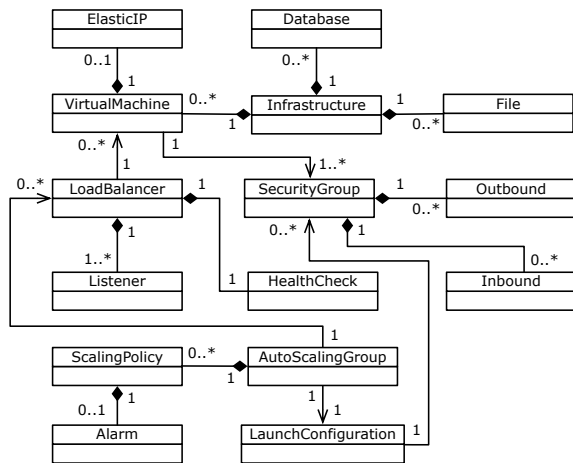 ElasticIP
Database
0..1
1
0..*
1
VirtualMachine
0..*
1
Infrastructure
1
0..*
File
0..*
1
1
1..*
0..*
LoadBalancer
1
SecurityGroup
1
0..*
Outbound
1
1..*
0..*
1
0..*
Listener
1
HealthCheck
Inbound
1
ScalingPolicy
0..*
1
AutoScalingGroup
1
0..1
1
1
Alarm
LaunchConfiguration
1